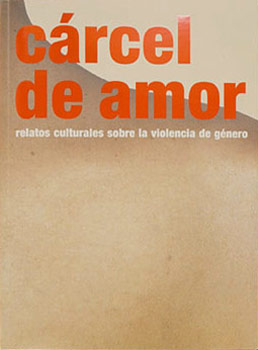 cárcel
de amor
relatos culturales sobre la violencia de género